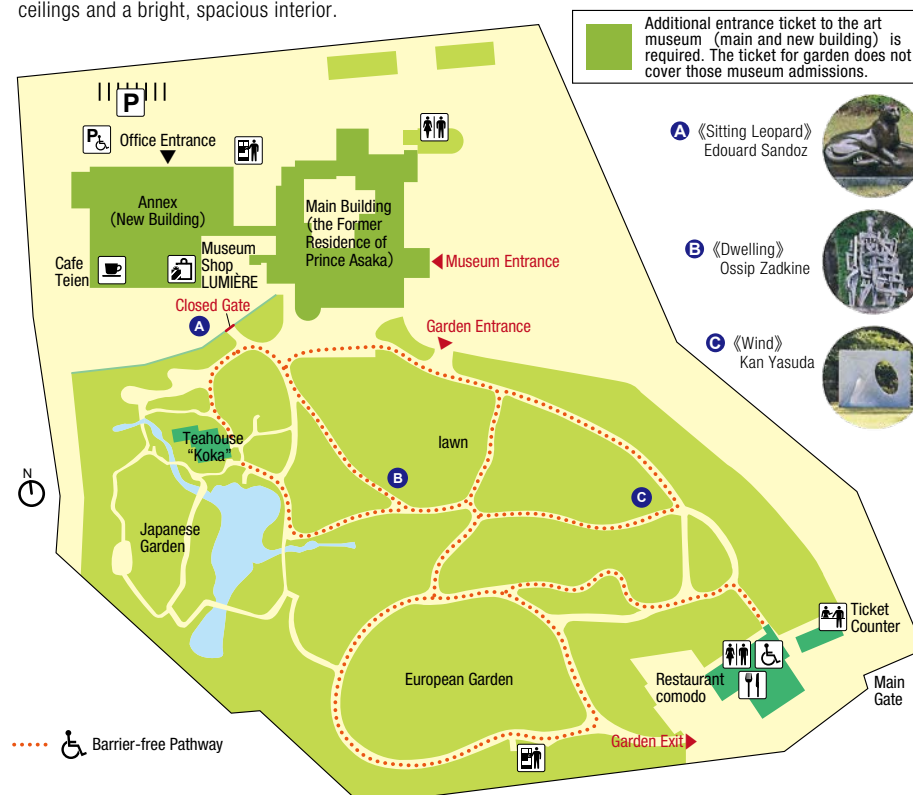 ceilings and a bright, spacious interior.
Additional entrance ticket to the art
museum （main and new building）is
required. The ticket for garden does not
cover those museum admissions.
P
P
Office Entrance
A 《Sitting Leopard》
Edouard Sandoz
Annex
(New Building)
Main Building
(the Former
Residence of
Prince Asaka)
Cafe
Teien
Museum
Shop
LUMIÈRE
Museum Entrance
B 《Dwelling》
Ossip Zadkine
Closed Gate
A
Garden Entrance
C 《Wind》
Kan Yasuda
Teahouse
“Koka”
lawn
N
B
C
Japanese
Garden
Ticket
Counter
European Garden
Restaurant
comodo
Main
Gate
Garden Exit
Barrier-free Pathway